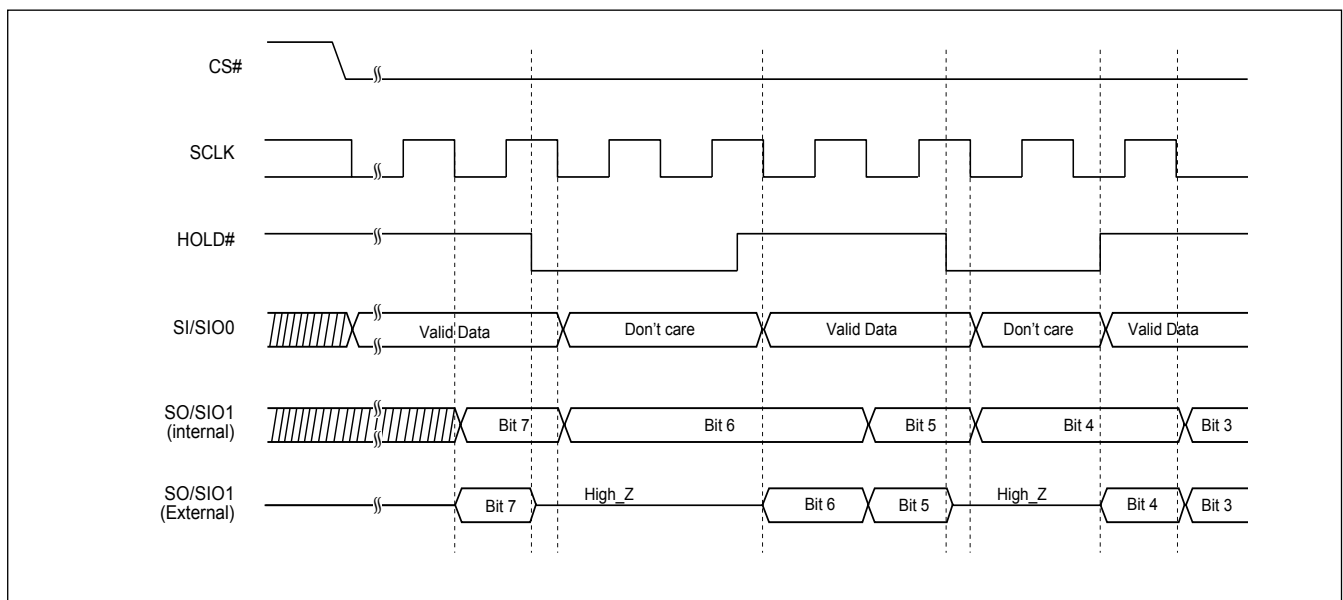 CS#
SCLK
HOLD#
SI/SIO0
Valid Data
Don't care
Valid Data
Don't care
Valid Data
SO/SIO1
(internal)
Bit 7
Bit 6
Bit 5
Bit 4
Bit 3
SO/SIO1
(External)
Bit 7
High_Z
Bit 6
Bit 5
High_Z
Bit 4
Bit 3